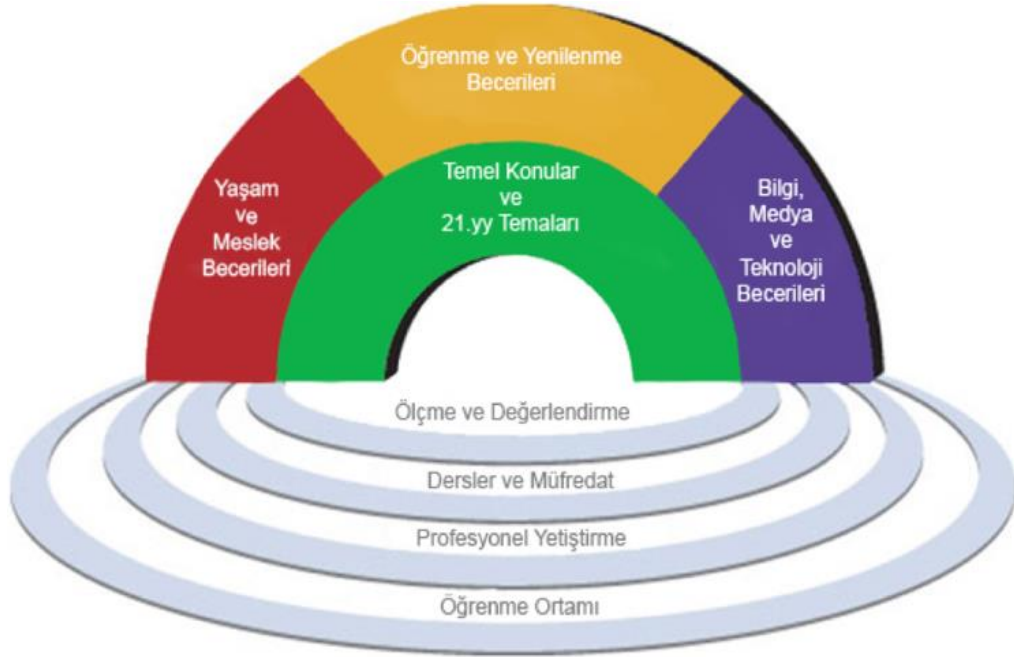 Öğrenme ve Yenilenme
Becerileri
Yaşam
ve
Meslek
Becerileri
Temel Konular
ve
21.yy Temaları
Bilgi,
Medya
ve
Teknoloji
Becerileri
Ölçme ve Değerlendirme
Dersler ve Müfredat
Profesyonel Yetiştirme
Öğrenme Ortamı